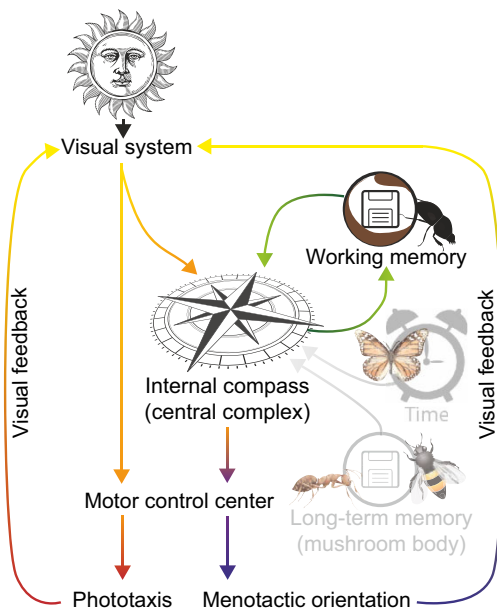 Visual system
Working memory
Visual feedback
Visual feedback
Time
Internal compass
(central complex)
Long-term memory
(mushroom body)
Motor control center
Phototaxis
Menotactic orientation